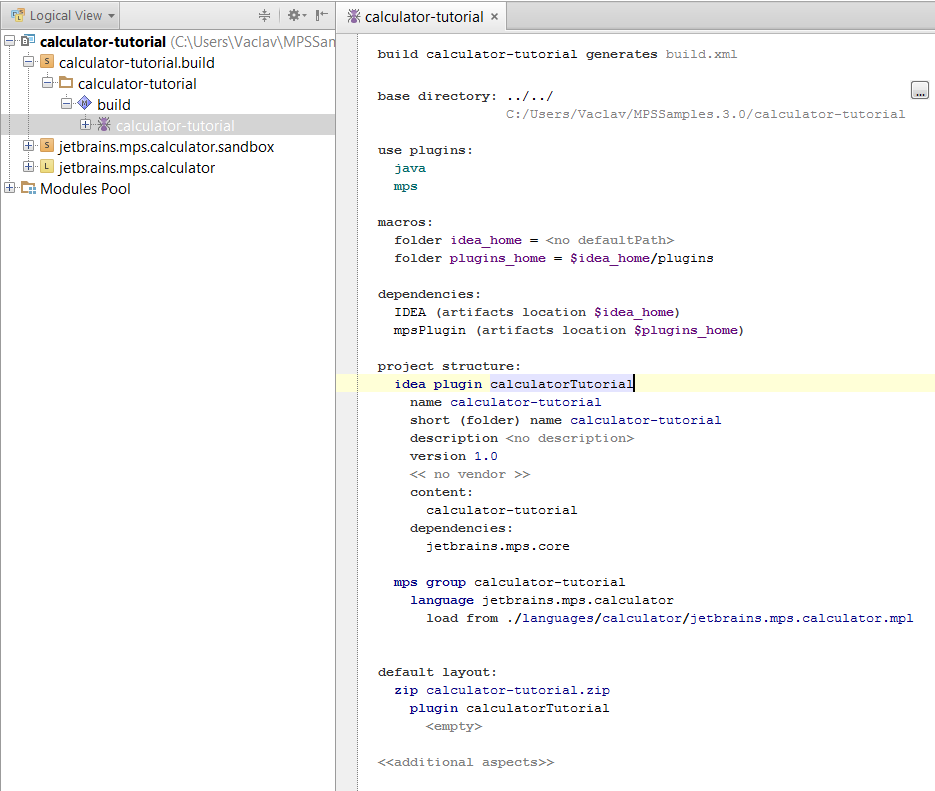 Logical View
calculator-tutorial (C:\Users\Vaclav\MPSSan
calculator-tutorial.build
calculator-tutorial
build
calculator-tutorial
jetbrains.mps.calculator.sandbox
jetbrains.mps.calculator
Modules Pool
calculator-tutorial
build calculator-tutorial generates build.xml
base directory: ../../
C:/Users/Vaclav/MPSSamples.3.0/calculator-tutorial
...
use plugins:
java
mps
macros:
folder idea_home = <no defaultPath>
folder plugins_home = $idea_home/plugins
dependencies:
IDEA (artifacts location $idea_home)
mpsPlugin (artifacts location $plugins_home)
project structure:
idea plugin calculatorTutorial
name calculator-tutorial
short (folder) name calculator-tutorial
description <no description>
version 1.0
<< no vendor >>
content:
calculator-tutorial
dependencies:
jetbrains.mps.core
mps group calculator-tutorial
language jetbrains.mps.calculator
load from ./languages/calculator/jetbrains.mps.calculator.mpl
default layout:
zip calculator-tutorial.zip
plugin calculatorTutorial
<empty>
<<additional aspects>>